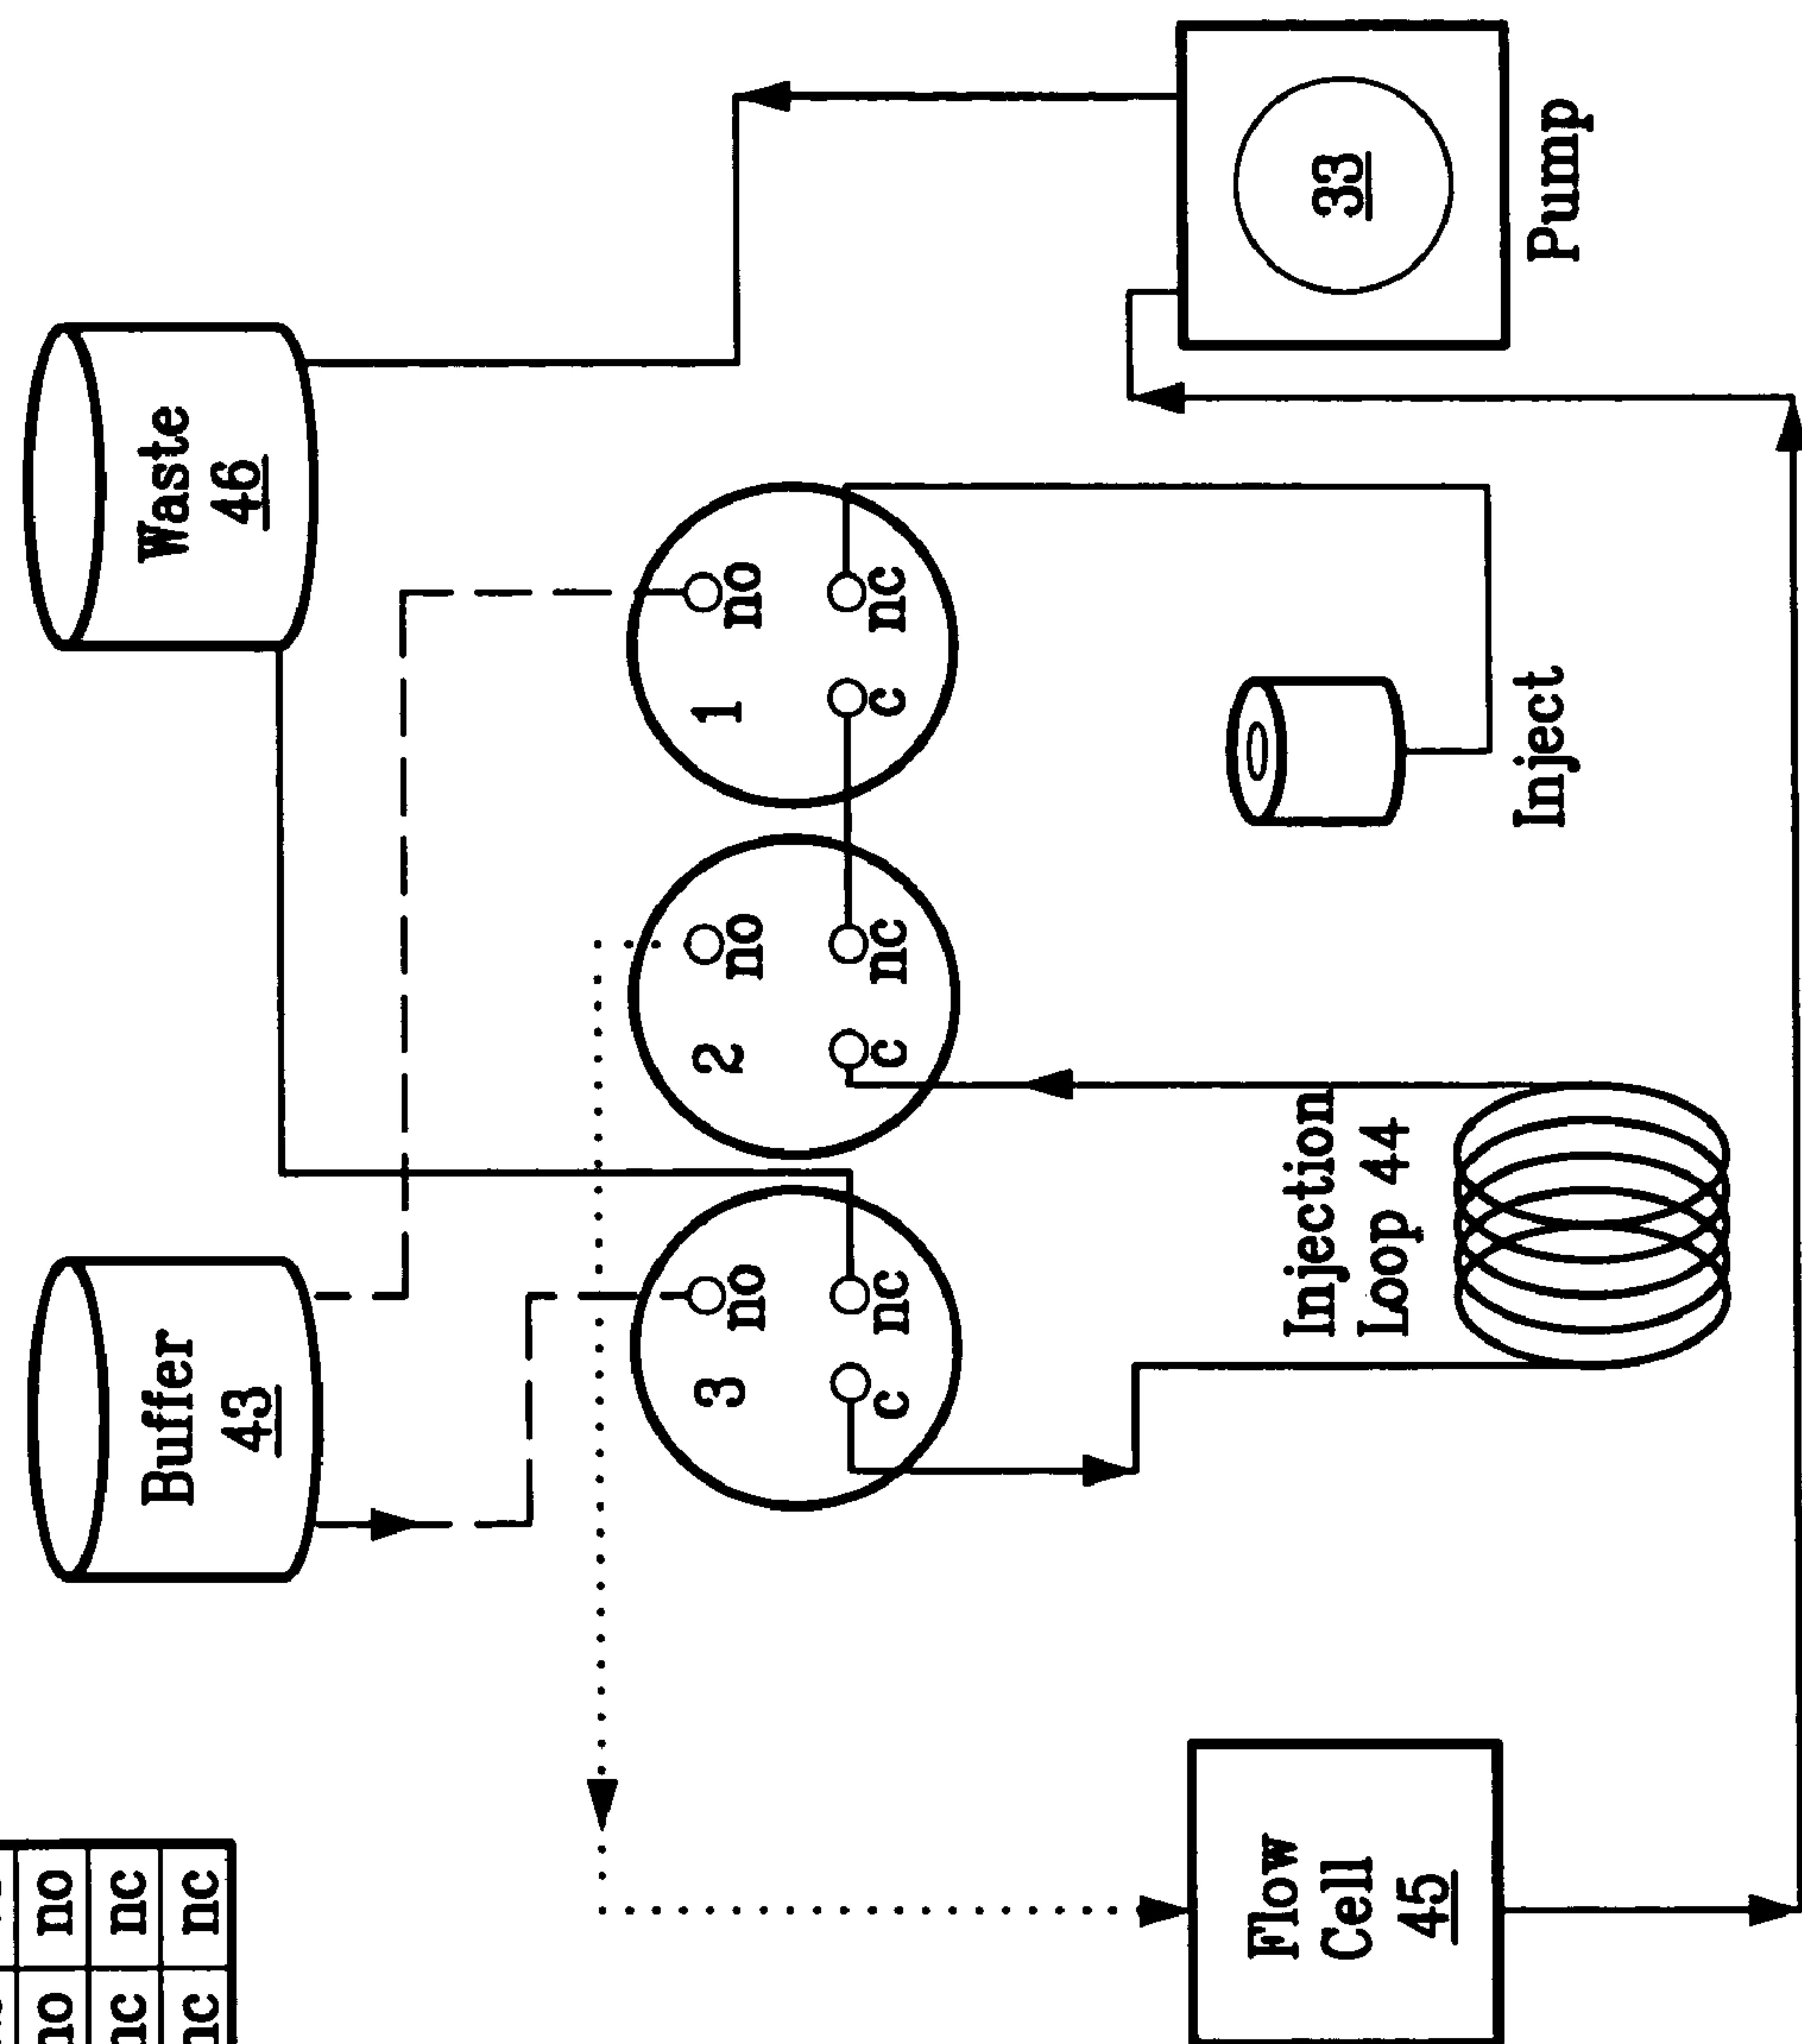 no
no
nc
nc
nc
nc
Buffer
43
Waste
46
3
no
c
nc
2
no
c
nc
1
no
c
nc
Flow
Cell
45
Injection
Loop 44
Inject
33
Pump